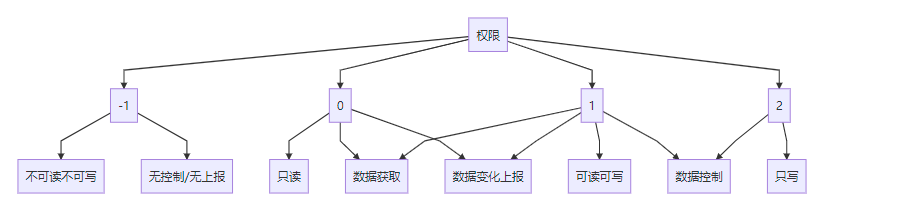 权限
-1
0
1
2
不可读不可写
无控制/无上报
只读
数据获取
数据变化上报
可读可写
数据控制
只写